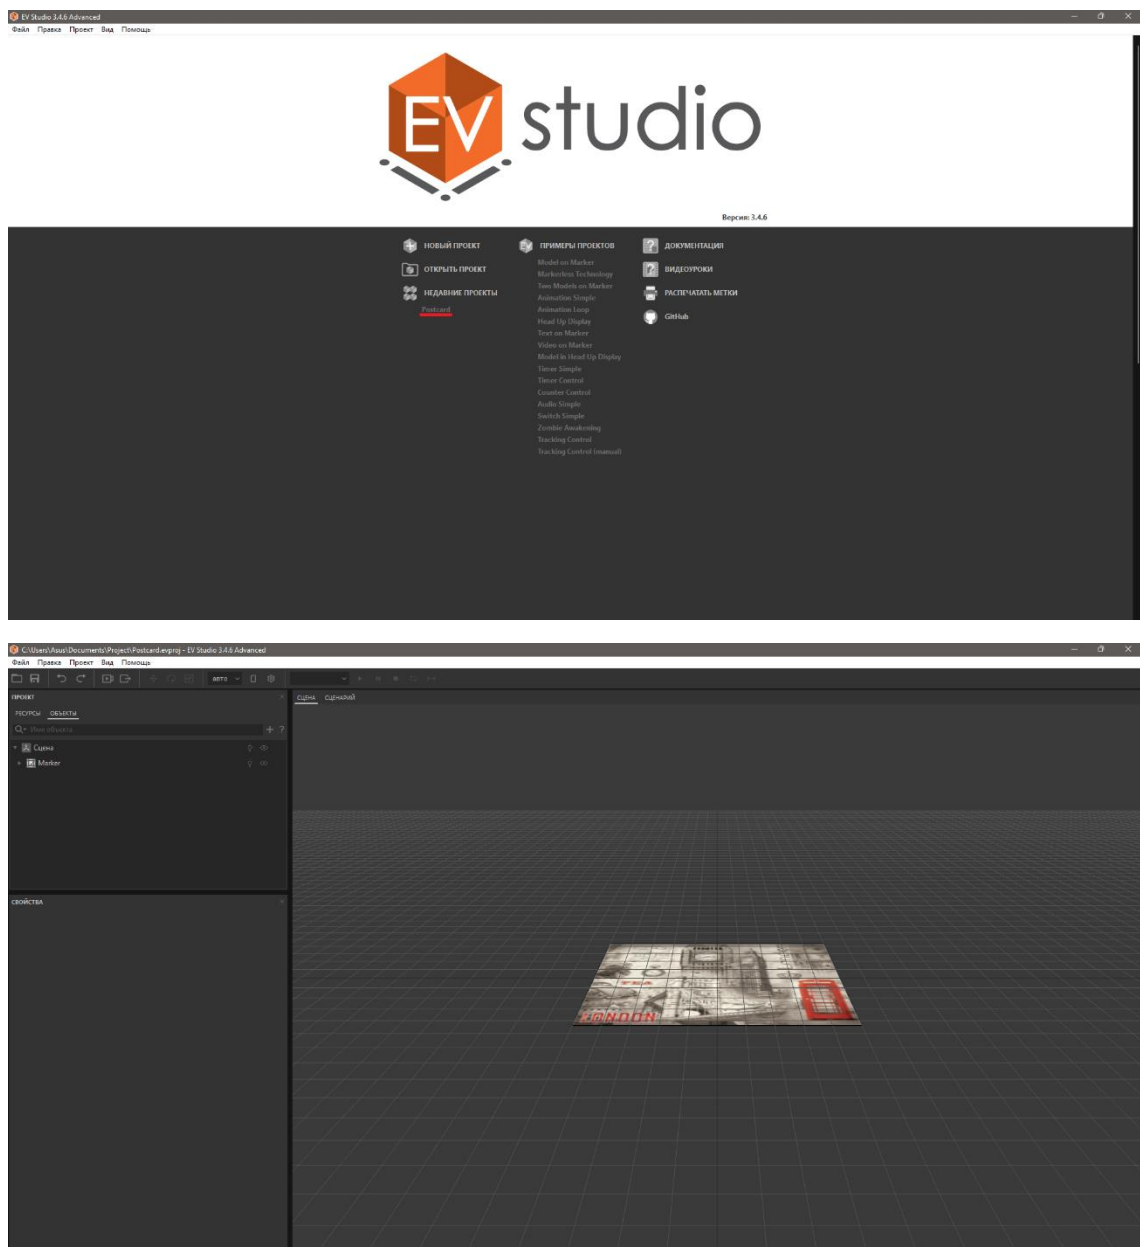 EV Studio 3.4.6 Advanced
Файл Правка Проект Вид Помощь
EV studio
Версия: 3.4.6
НОВЫЙ ПРОЕКТ
ОТКРЫТЬ ПРОЕКТ
НЕДАВНИЕ ПРОЕКТЫ
Postcard
ПРИМЕРЫ ПРОЕКТОВ
Model on Marker
Markerless Technology
Two Models on Marker
Animation Simple
Animation Loop
Head Up Display
Text on Marker
Video on Marker
Model in Head Up Display
Timer Simple
Timer Control
Counter Control
Audio Simple
Switch Simple
Zombie Awakening
Tracking Control
Tracking Control (manual)
ДОКУМЕНТАЦИЯ
ВИДЕОУРОКИ
РАСПЕЧАТАТЬ МЕТКИ
GitHub
C:\Users\Asus\Documents\Project\Postcard.evproj - EV Studio 3.4.6 Advanced
Файл Правка Проект Вид Помощь
АВТО
ПРОЕКТ
РЕСУРСЫ ОБЪЕКТЫ
Имя объекта
Сцена
Marker
СВОЙСТВА
СЦЕНА СЦЕНАРИЙ
TEA
LONDON